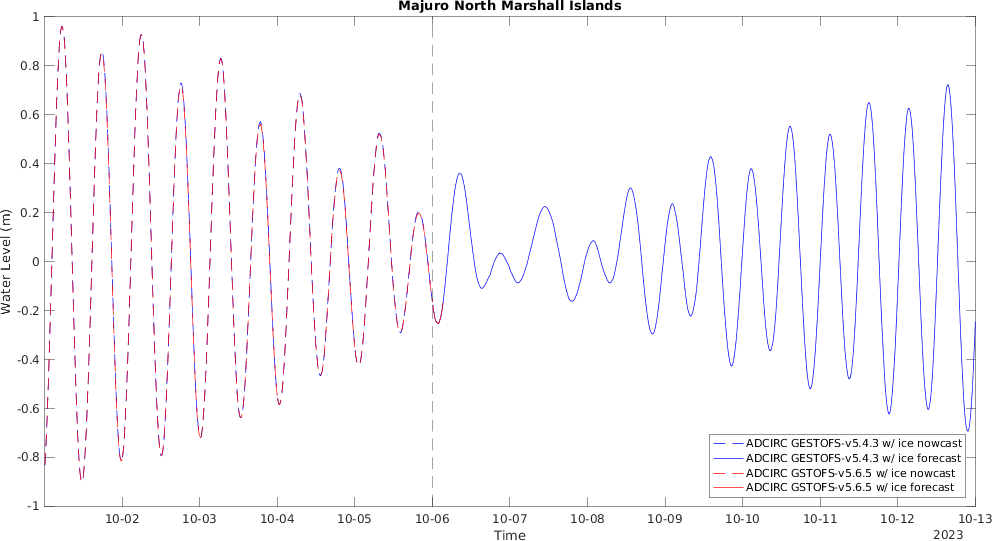 Majuro North Marshall Islands
1
0.8
0.6
0.4
0.2
0
-0.2
-0.4
-0.6
-0.8
-1
Water Level (m)
ADCIRC GESTOFS-v5.4.3 w/ ice nowcast
ADCIRC GESTOFS-v5.4.3 w/ ice forecast
ADCIRC GSTOFS-v5.6.5 w/ ice nowcast
ADCIRC GSTOFS-v5.6.5 w/ ice forecast
10-02 10-03 10-04 10-05 10-06 10-07 10-08 10-09 10-10 10-11 10-12 10-13
Time
2023